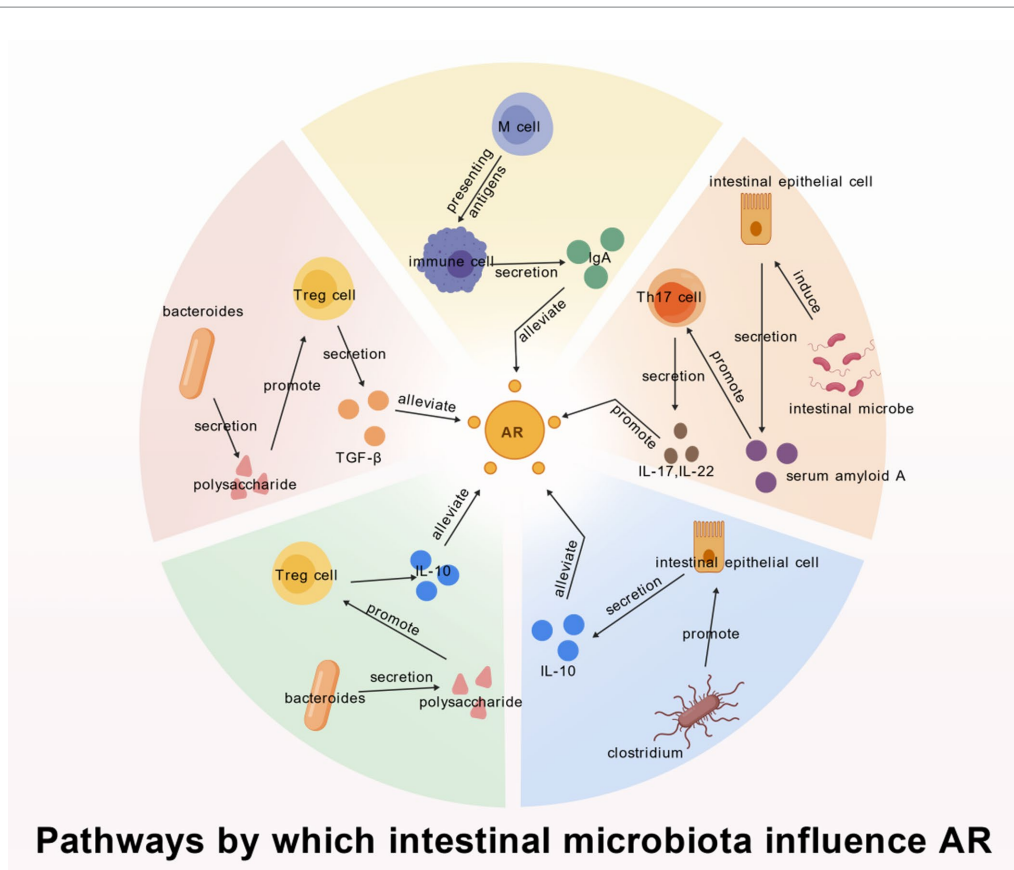 M cell
presenting
antigens
immune cell
secretion
IgA
alleviate
intestinal epithelial cell
Th17 cell
induce
secretion
promote
secretion
intestinal microbe
promote
IL-17,IL-22
serum amyloid A
bacteroides
Treg cell
secretion
promote
alleviate
secretion
TGF-β
polysaccharide
AR
alleviate
Treg cell
IL-10
promote
secretion
bacteroides
polysaccharide
intestinal epithelial cell
alleviate
secretion
promote
IL-10
clostridium
Pathways by which intestinal microbiota influence AR